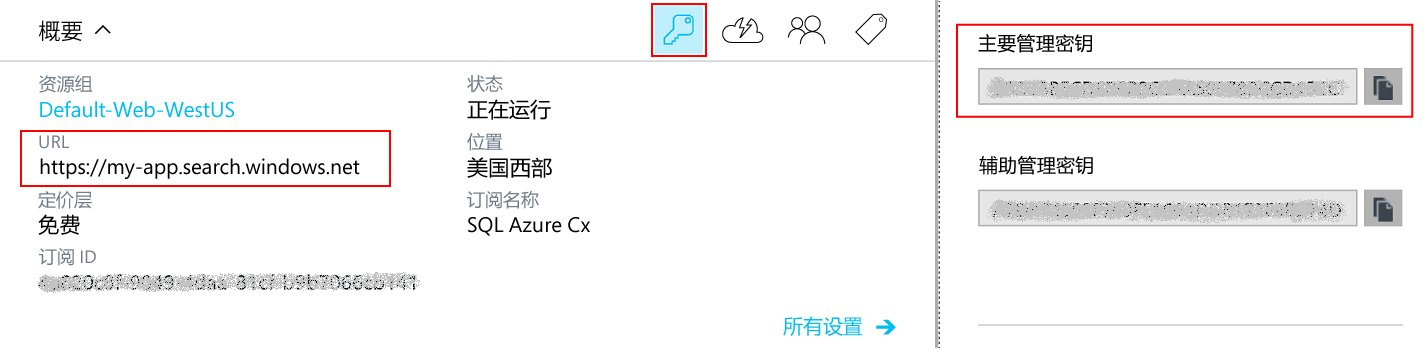 概要
资源组
Default-Web-WestUS
URL
https://my-app.search.windows.net
定价层
免费
订阅 ID
状态
正在运行
位置
美国西部
订阅名称
SQL Azure Cx
所有设置
主要管理密钥
辅助管理密钥